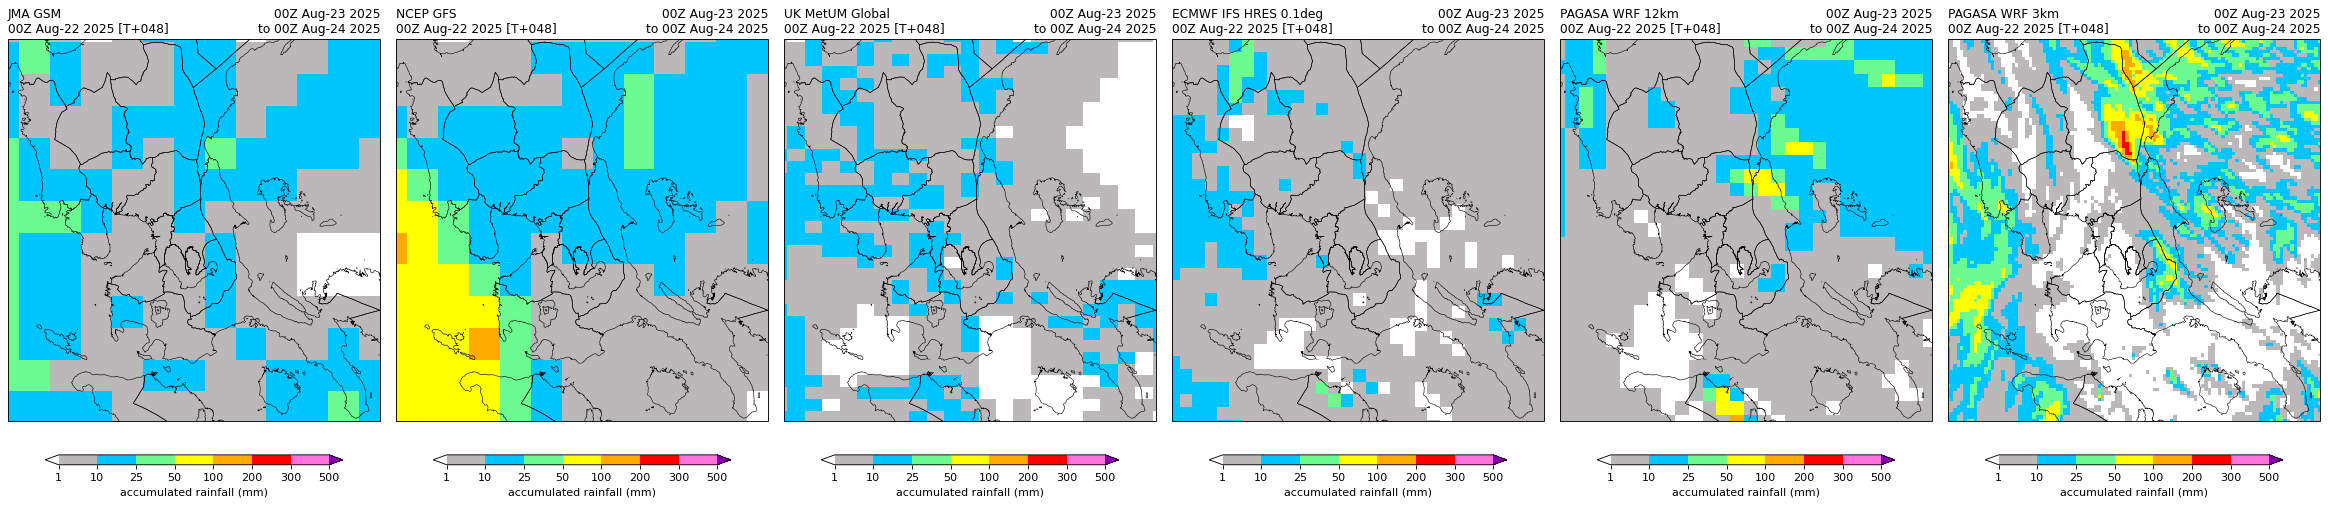 JMA GSM 00Z Aug-23 2025
00Z Aug-22 2025 [T+048] to 00Z Aug-24 2025
1 10 25 50 100 200 300 500
accumulated rainfall (mm)
NCEP GFS 00Z Aug-23 2025
00Z Aug-22 2025 [T+048] to 00Z Aug-24 2025
1 10 25 50 100 200 300 500
accumulated rainfall (mm)
UK MetUM Global 00Z Aug-23 2025
00Z Aug-22 2025 [T+048] to 00Z Aug-24 2025
1 10 25 50 100 200 300 500
accumulated rainfall (mm)
ECMWF IFS HRES 0.1deg 00Z Aug-23 2025
00Z Aug-22 2025 [T+048] to 00Z Aug-24 2025
1 10 25 50 100 200 300 500
accumulated rainfall (mm)
PAGASA WRF 12km 00Z Aug-23 2025
00Z Aug-22 2025 [T+048] to 00Z Aug-24 2025
1 10 25 50 100 200 300 500
accumulated rainfall (mm)
PAGASA WRF 3km 00Z Aug-23 2025
00Z Aug-22 2025 [T+048] to 00Z Aug-24 2025
1 10 25 50 100 200 300 500
accumulated rainfall (mm)